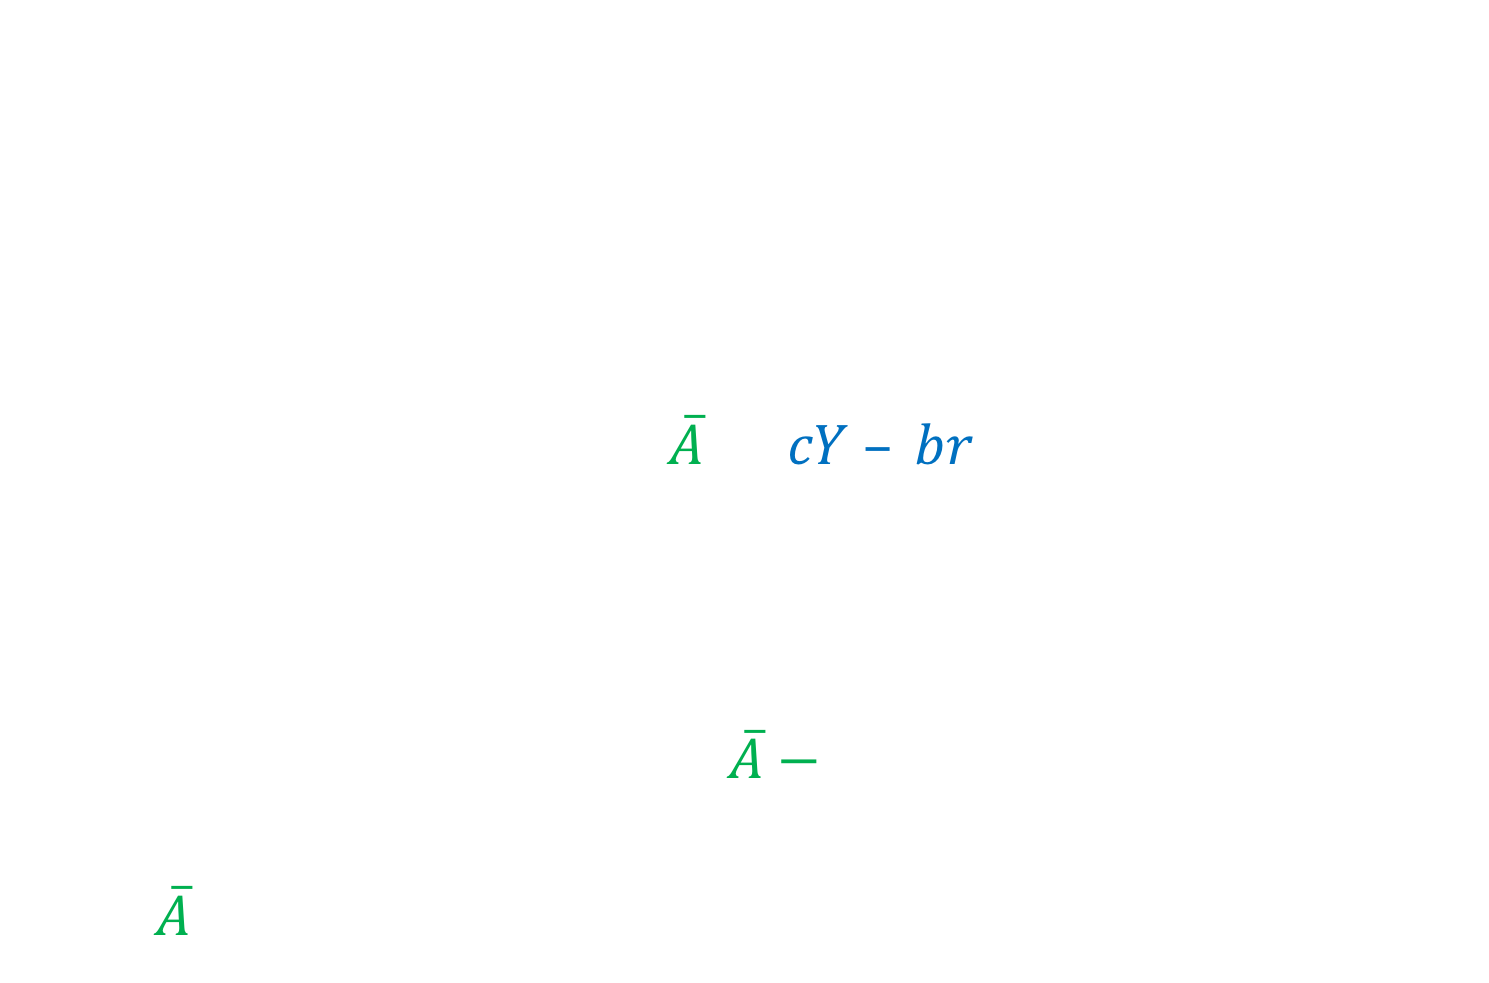 Ā cY – br
Ā −
Ā